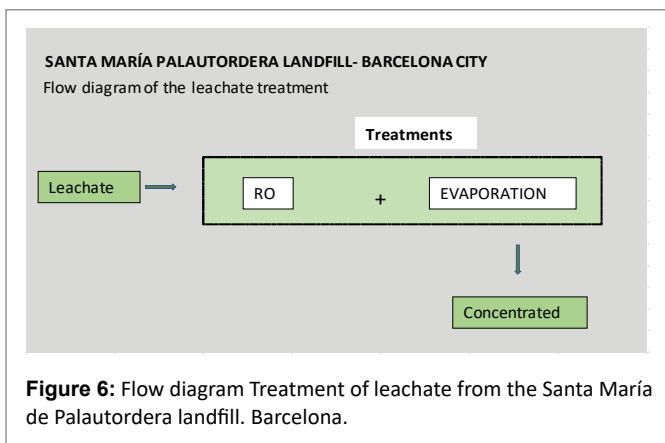 SANTA MARÍA PALAUTORDERA LANDFILL- BARCELONA CITY
Flow diagram of the leachate treatment
Treatments
Leachate
RO
+
EVAPORATION
Concentrated
Figure 6: Flow diagram Treatment of leachate from the Santa María
de Palautordera landfill. Barcelona.